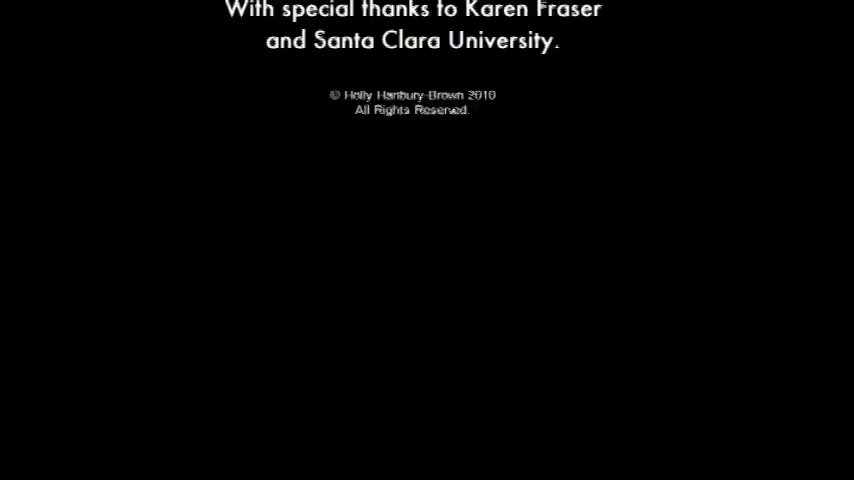 With special thanks to Karen Fraser
and Santa Clara University.
© Holly Hanbury-Brown 2010
All Rights Reserved.